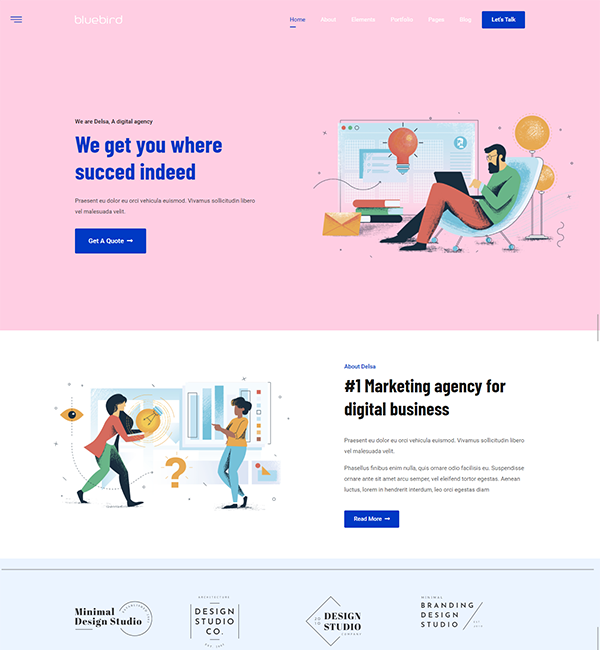 bluebird
Home About Elements Portfolio Pages Blog Let's Talk
We are Delsa, A digital agency
We get you where
succed indeed
Praesent eu dolor eu orci vehicula euismod. Vivamus sollicitudin libero
vel malesuada velit.
Get A Quote
About Delsa
#1 Marketing agency for
digital business
Praesent eu dolor eu orci vehicula euismod. Vivamus sollicitudin libero
vel malesuada velit.
Phasellus finibus enim nulla, quis ornare odio facilisis eu. Suspendisse
ornare ante sit amet arcu semper, vel eleifend tortor egestas. Aenean
luctus, lorem in hendrerit interdum, leo orci egestas diam
Read More
Minimal
Design Studio
ARCHITECTURE
DESIGN
STUDIO
CO.
DESIGN
STUDIO
COMPANY
MINIMAL
BRANDING
DESIGN
STUDIO